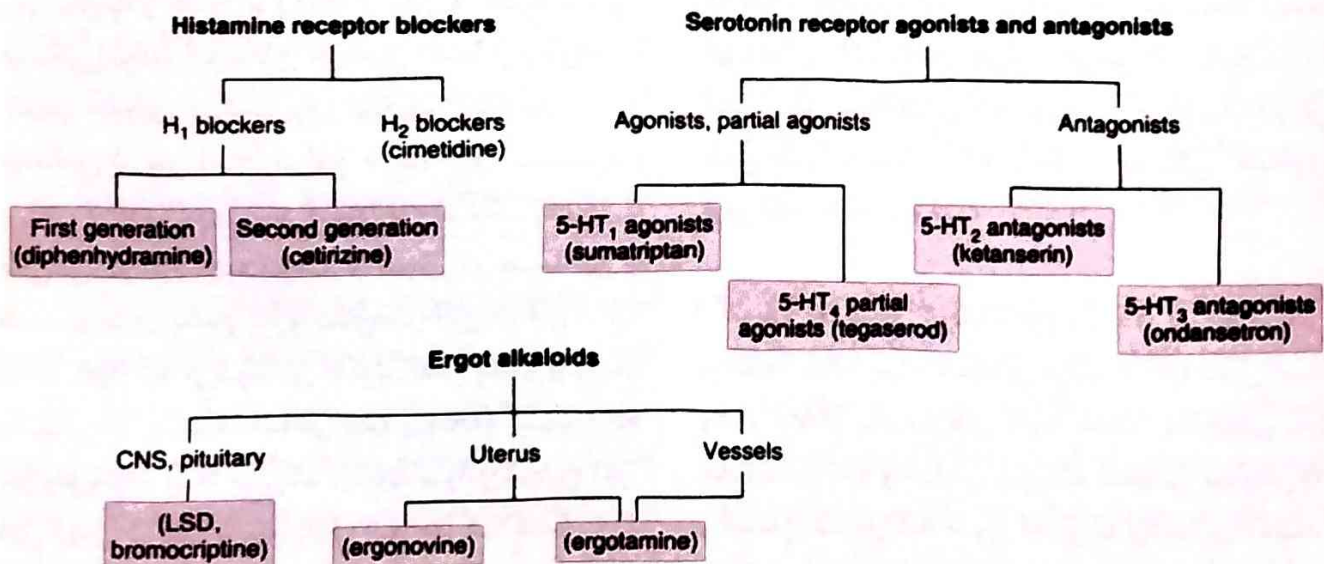 Histamine receptor blockers
H₁ blockers
H₂ blockers
(cimetidine)
First generation
(diphenhydramine)
Second generation
(cetirizine)
Serotonin receptor agonists and antagonists
Agonists, partial agonists
Antagonists
5-HT₁ agonists
(sumatriptan)
5-HT₄ partial
agonists (tegaserod)
5-HT₂ antagonists
(ketanserin)
5-HT₃ antagonists
(ondansetron)
Ergot alkaloids
CNS, pituitary
Uterus
Vessels
(LSD,
bromocriptine)
(ergonovine)
(ergotamine)